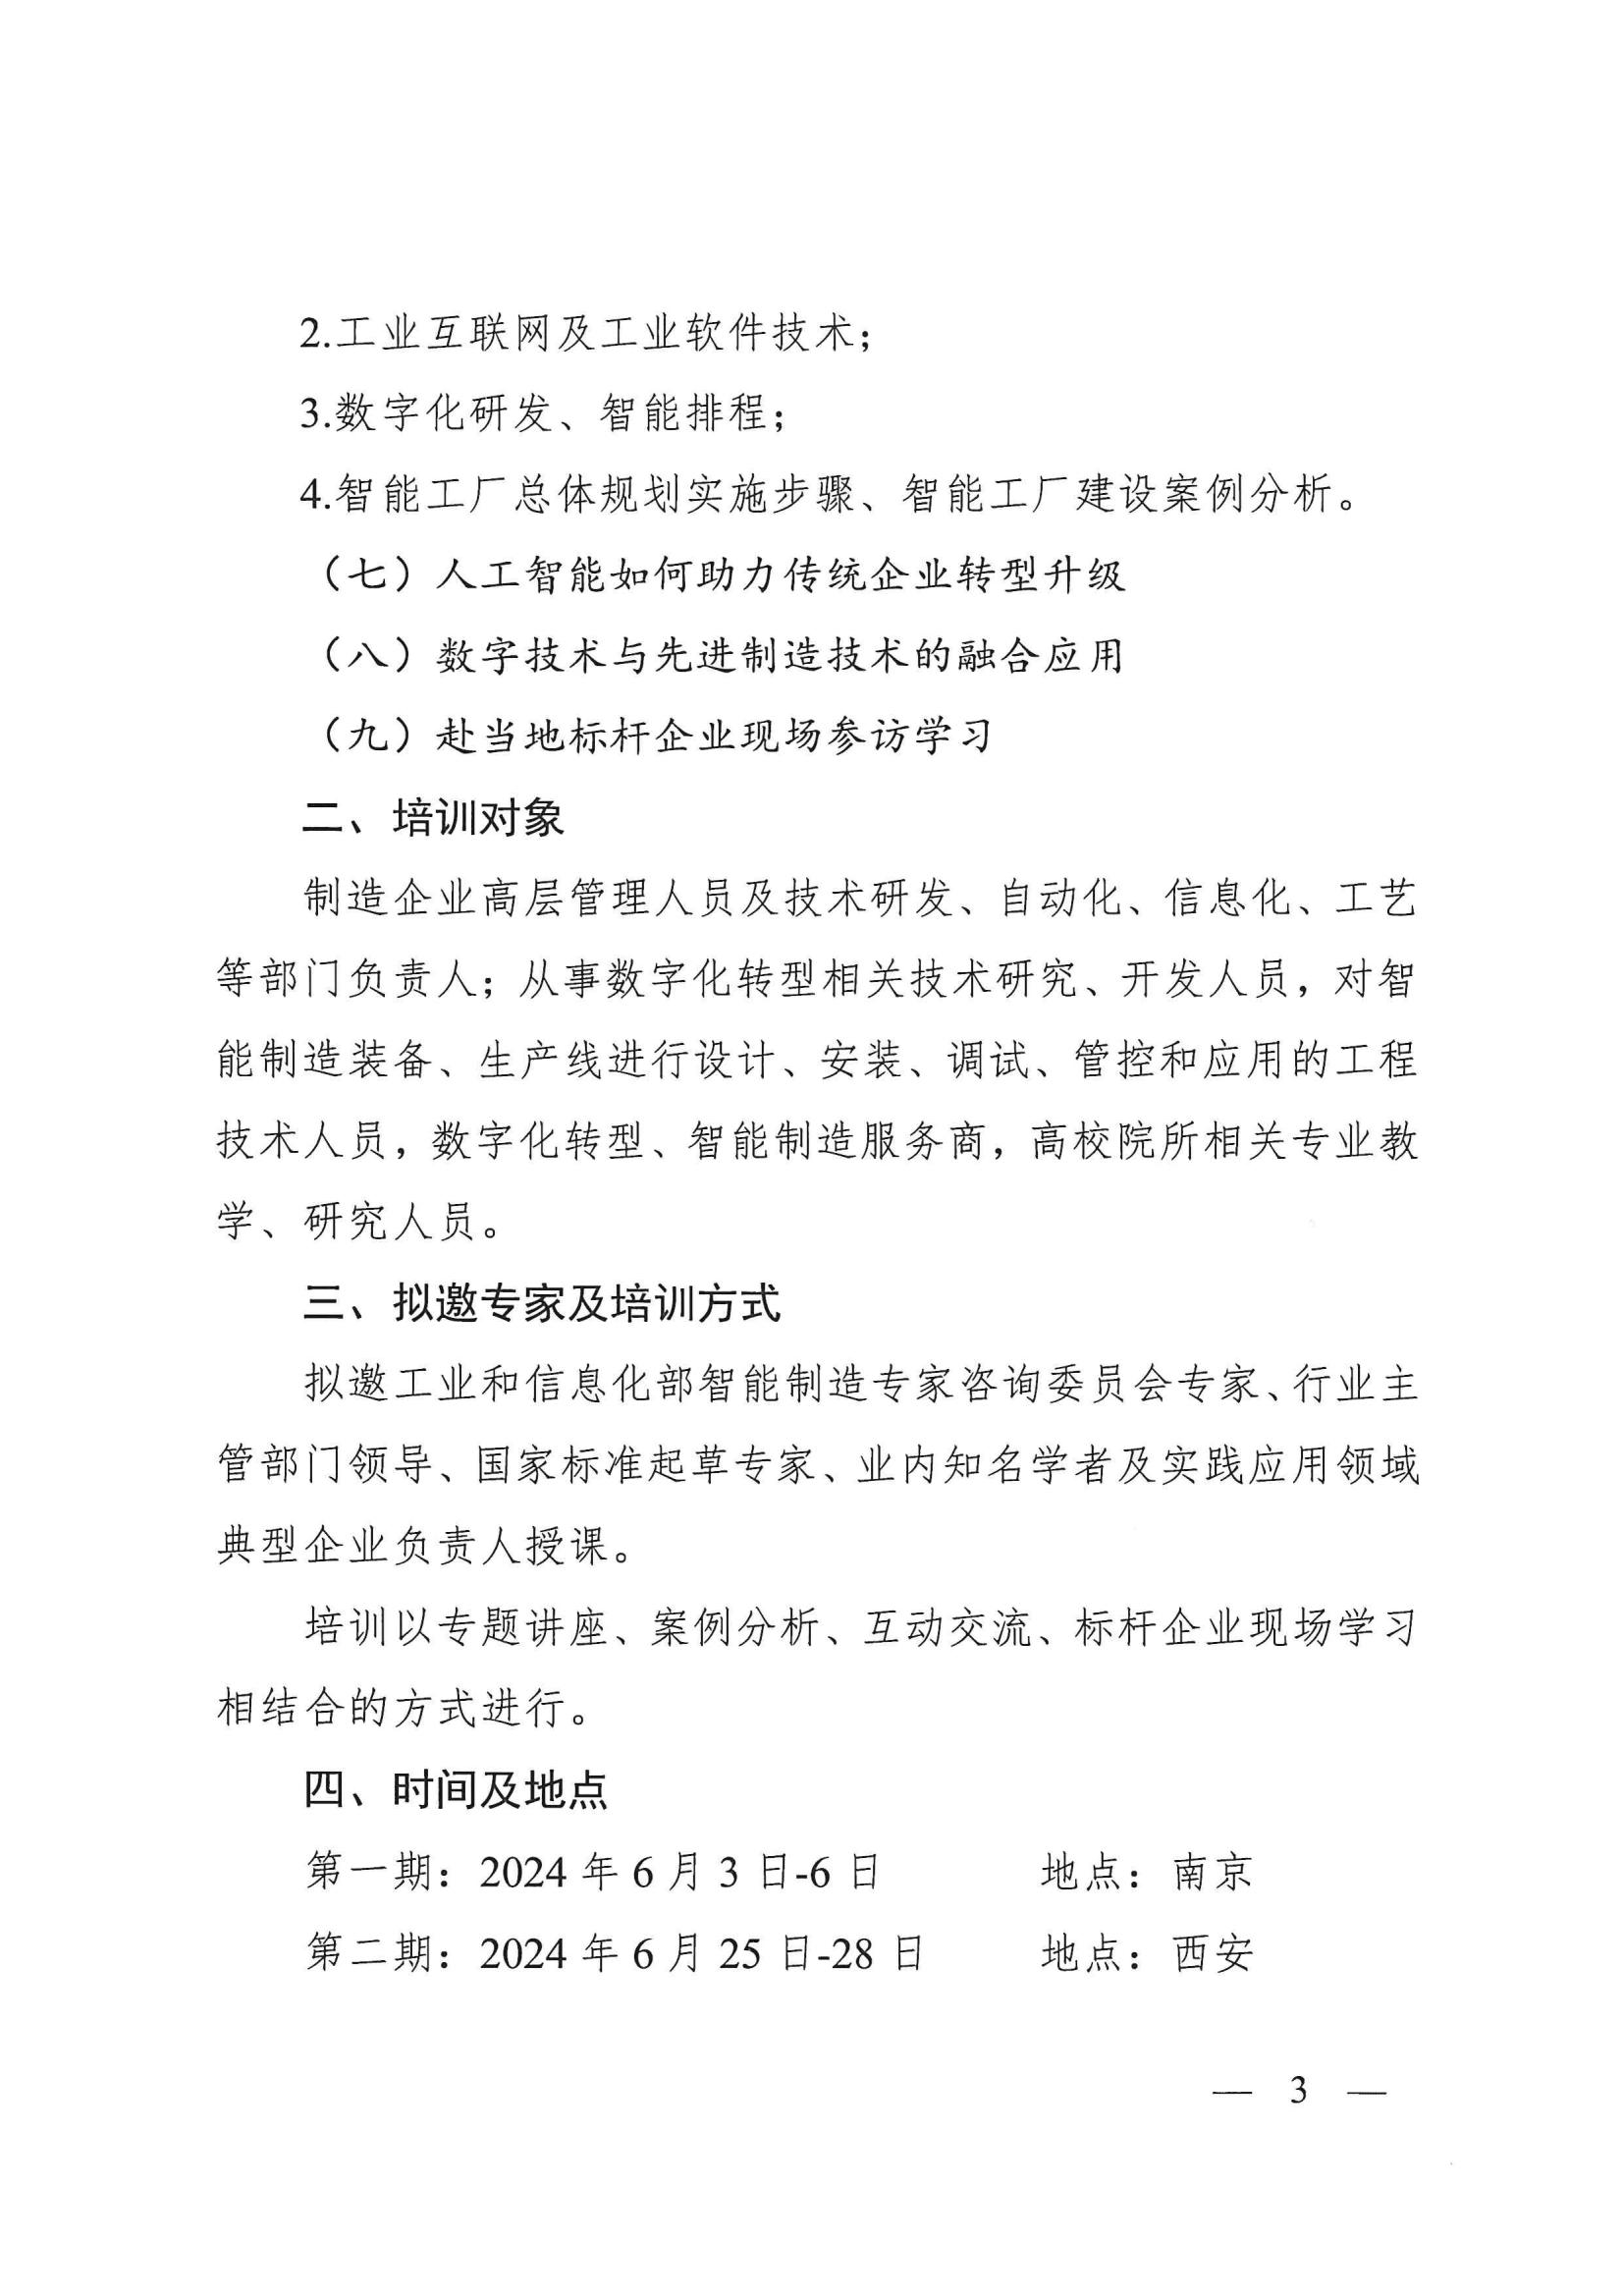 2.工业互联网及工业软件技术；
3.数字化研发、智能排程；
4.智能工厂总体规划实施步骤、智能工厂建设案例分析。
（七）人工智能如何助力传统企业转型升级
（八）数字技术与先进制造技术的融合应用
（九）赴当地标杆企业现场参访学习
二、培训对象
制造企业高层管理人员及技术研发、自动化、信息化、工艺
等部门负责人；从事数字化转型相关技术研究、开发人员，对智
能制造装备、生产线进行设计、安装、调试、管控和应用的工程
技术人员，数字化转型、智能制造服务商，高校院所相关专业教
学、研究人员。
三、拟邀专家及培训方式
拟邀工业和信息化部智能制造专家咨询委员会专家、行业主
管部门领导、国家标准起草专家、业内知名学者及实践应用领域
典型企业负责人授课。
培训以专题讲座、案例分析、互动交流、标杆企业现场学习
相结合的方式进行。
四、时间及地点
第一期：2024 年 6 月 3 日-6 日 地点：南京
第二期：2024 年 6 月 25 日-28 日 地点：西安
— 3 —